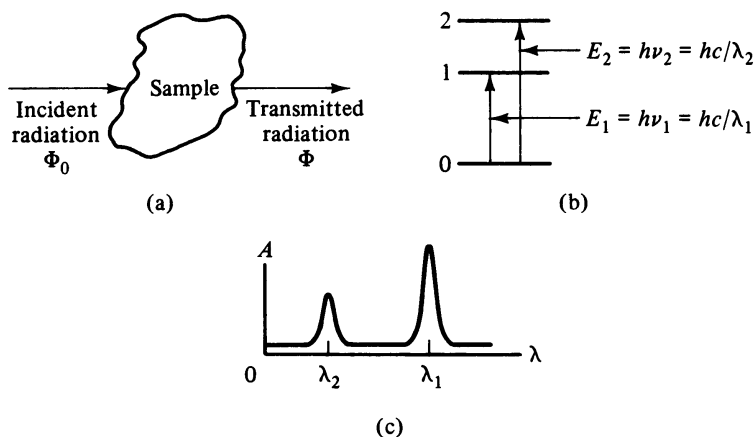 Sample
Incident
radiation
Φ₀
Transmitted
radiation
Φ
(a)
2
E₂ = hν₂ = hc/λ₂
1
E₁ = hν₁ = hc/λ₁
0
(b)
A
0
λ₂
λ₁
λ
(c)